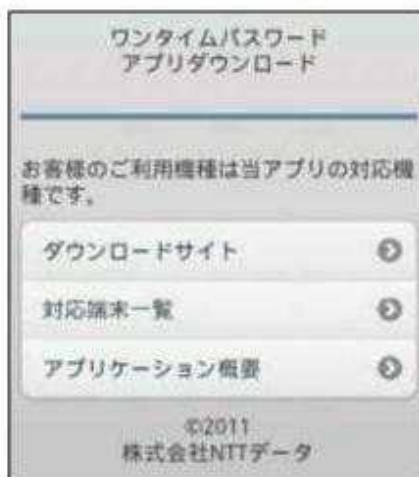 ワンタイムパスワード
アプリダウンロード
お客様のご利用機種は当アプリの対応機
種です。
ダウンロードサイト
対応端末一覧
アプリケーション概要
©2011
株式会社NTTデータ